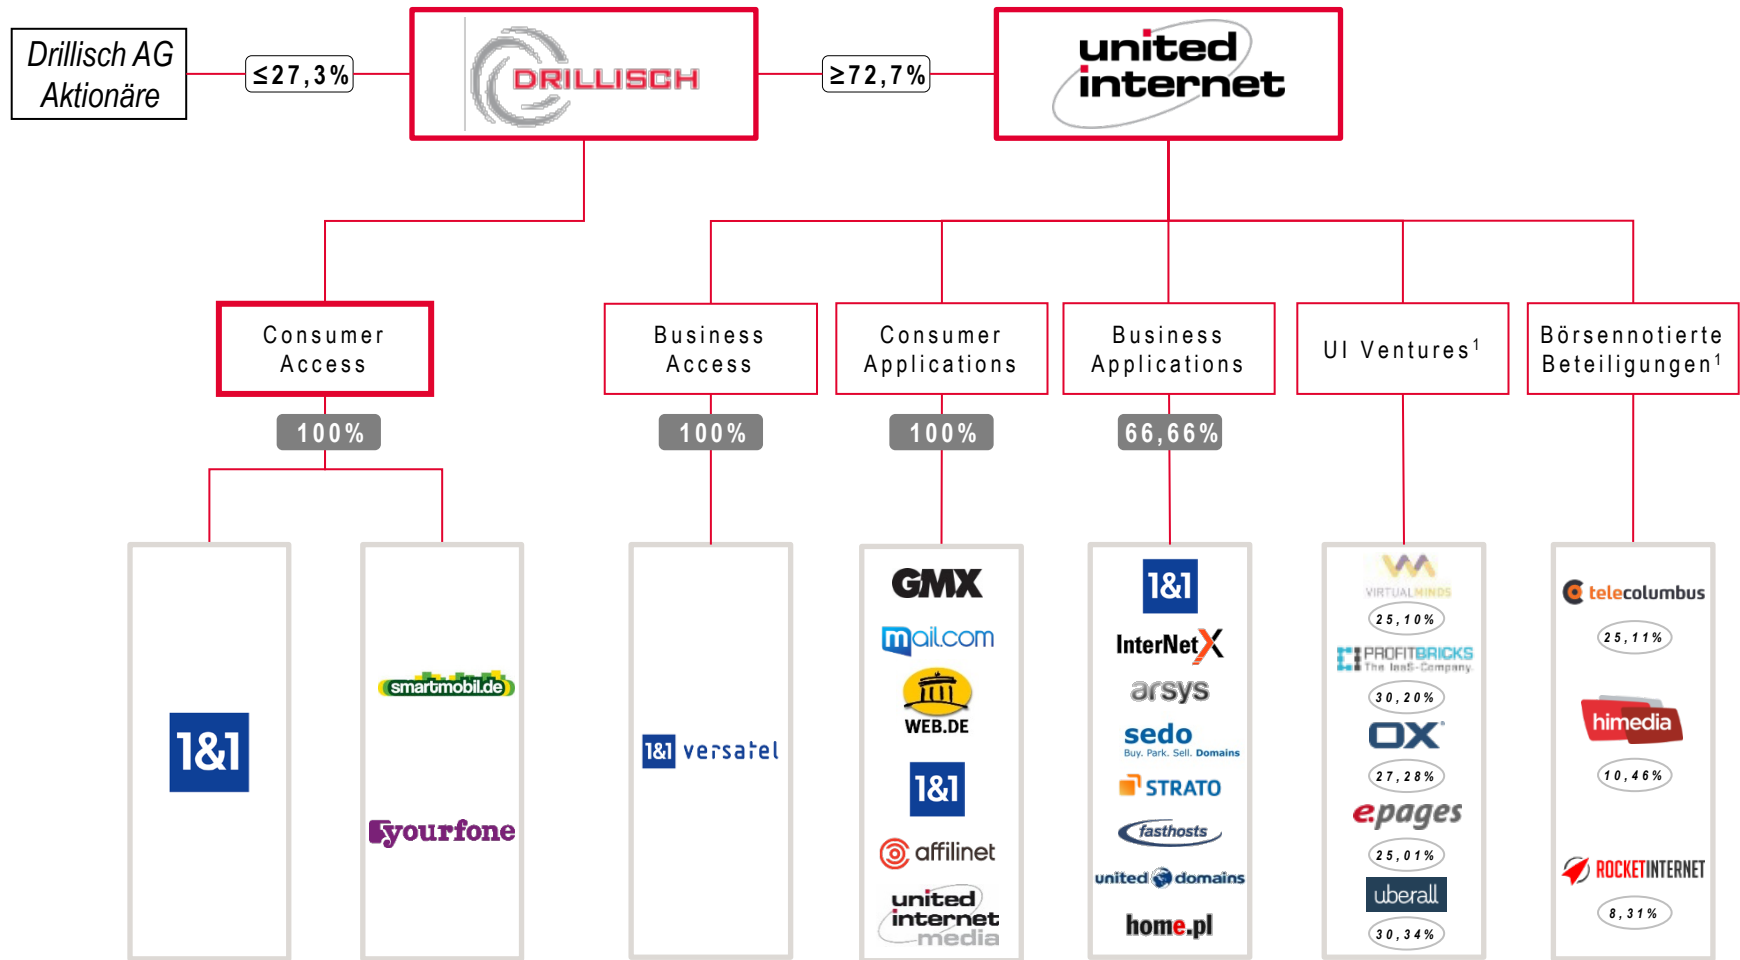 Drillisch AG
Aktionäre
≤27,3%
DRILLISCH
≥72,7%
united
internet
Consumer
Access
Business
Access
Consumer
Applications
Business
Applications
UI Ventures¹
Börsennotierte
Beteiligungen¹
100%
100%
100%
66,66%
1&1
smartmobil.de
yourfone
1&1 versatel
GMX
mail.com
WEB.DE
1&1
affilinet
united
internet
media
1&1
InterNetX
arsys
sedo
Buy. Park. Sell. Domains
STRATO
fasthosts
united domains
home.pl
VIRTUALMINDS
25,10%
PROFITBRICKS
The IaaS-Company.
30,20%
OX
27,28%
e.pages
25,01%
uberall
30,34%
telecolumbus
25,11%
himedia
10,46%
ROCKETINTERNET
8,31%